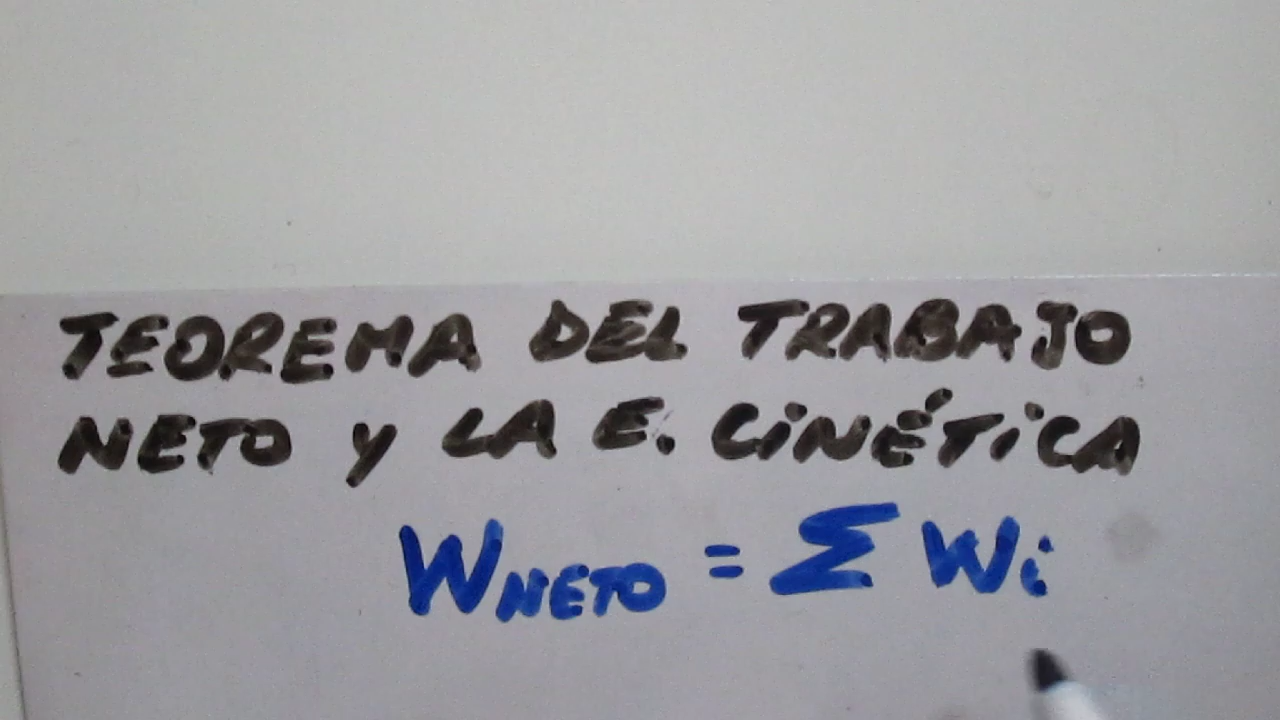 TEOREMA DEL TRABAJO
NETO y LA E. CINÉTICA
WNETO = Σ Wi